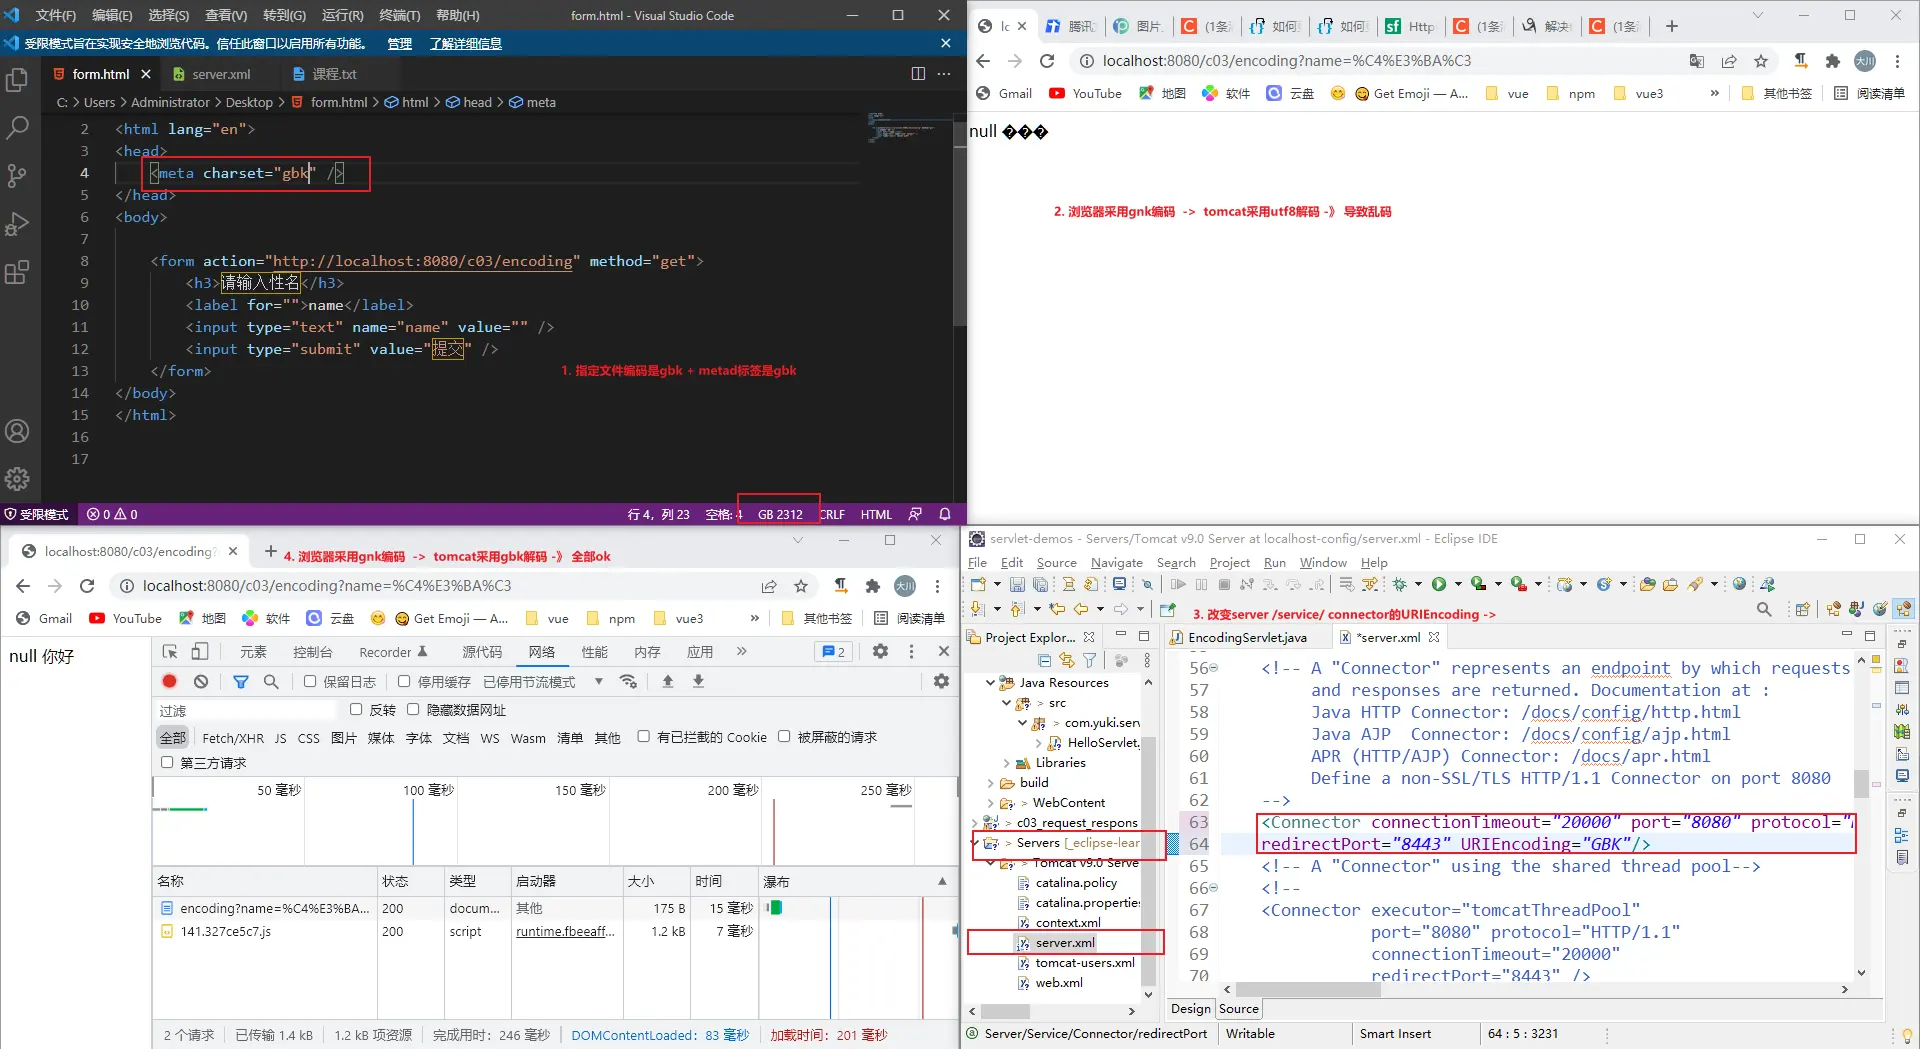 文件(F) 编辑(E) 选择(S) 查看(V) 转到(G) 运行(R) 终端(T) 帮助(H) form.html - Visual Studio Code
受限模式旨在实现安全地浏览代码。信任此窗口以启用所有功能。 管理 了解详细信息
form.html server.xml 课程.txt
C: > Users > Administrator > Desktop > form.html > html > head > meta
2 <html lang="en">
3 <head>
4 <meta charset="gbk" />
5 </head>
6 <body>
7
8 <form action="http://localhost:8080/c03/encoding" method="get">
9 <h3>请输入性名</h3>
10 <label for="">name</label>
11 <input type="text" name="name" value="" />
12 <input type="submit" value="提交" />
13 </form>
1. 指定文件编码是gbk + metad标签是gbk
14 </body>
15 </html>
16
17
受限模式 0 0 行 4，列 23 空格: 4 GB 2312 CRLF HTML
腾讯 图片 (1条 如何 如何 Http (1条 解决 (1条
localhost:8080/c03/encoding?name=%C4%E3%BA%C3 大川
Gmail YouTube 地图 软件 云盘 Get Emoji — A... vue npm vue3 » 其他书签 阅读清单
null ���
2. 浏览器采用gnk编码 -> tomcat采用utf8解码 -》 导致乱码
localhost:8080/c03/encoding?
4. 浏览器采用gnk编码 -> tomcat采用gbk解码 -》 全部ok
localhost:8080/c03/encoding?name=%C4%E3%BA%C3 大川
Gmail YouTube 地图 软件 云盘 Get Emoji — A... vue npm vue3 » 其他书签 阅读清单
null 你好
元素 控制台 Recorder 源代码 网络 性能 内存 应用 » 2
保留日志 停用缓存 已停用节流模式
过滤 反转 隐藏数据网址
全部 Fetch/XHR JS CSS 图片 媒体 字体 文档 WS Wasm 清单 其他 有已拦截的 Cookie 被屏蔽的请求
第三方请求
50 毫秒 100 毫秒 150 毫秒 200 毫秒 250 毫秒
名称 状态 类型 启动器 大小 时间 瀑布
encoding?name=%C4%E3%BA... 200 docum... 其他 175 B 15 毫秒
141.327ce5c7.js 200 script runtime.fbeeaff... 1.2 kB 7 毫秒
2 个请求 已传输 1.4 kB 1.2 kB 项资源 完成用时：246 毫秒 DOMContentLoaded：83 毫秒 加载时间：201 毫秒
servlet-demos - Servers/Tomcat v9.0 Server at localhost-config/server.xml - Eclipse IDE
File Edit Source Navigate Search Project Run Window Help
3. 改变server /service/ connector的URIEncoding ->
Project Explor...
Java Resources
> src
> com.yuki.serv
HelloServlet.
Libraries
build
> WebContent
> c03_request_respons
> Servers [_eclipse-lear
> Tomcat v9.0 Serve
catalina.policy
catalina.properties
context.xml
server.xml
tomcat-users.xml
web.xml
EncodingServlet.java *server.xml
56 <!-- A "Connector" represents an endpoint by which requests
57 and responses are returned. Documentation at :
58 Java HTTP Connector: /docs/config/http.html
59 Java AJP  Connector: /docs/config/ajp.html
60 APR (HTTP/AJP) Connector: /docs/apr.html
61 Define a non-SSL/TLS HTTP/1.1 Connector on port 8080
62 -->
63 <Connector connectionTimeout="20000" port="8080" protocol="
64 redirectPort="8443" URIEncoding="GBK"/>
65 <!-- A "Connector" using the shared thread pool-->
66 <!--
67 <Connector executor="tomcatThreadPool"
68 port="8080" protocol="HTTP/1.1"
69 connectionTimeout="20000"
70 redirectPort="8443" />
Design Source
Server/Service/Connector/redirectPort Writable Smart Insert 64 : 5 : 3231